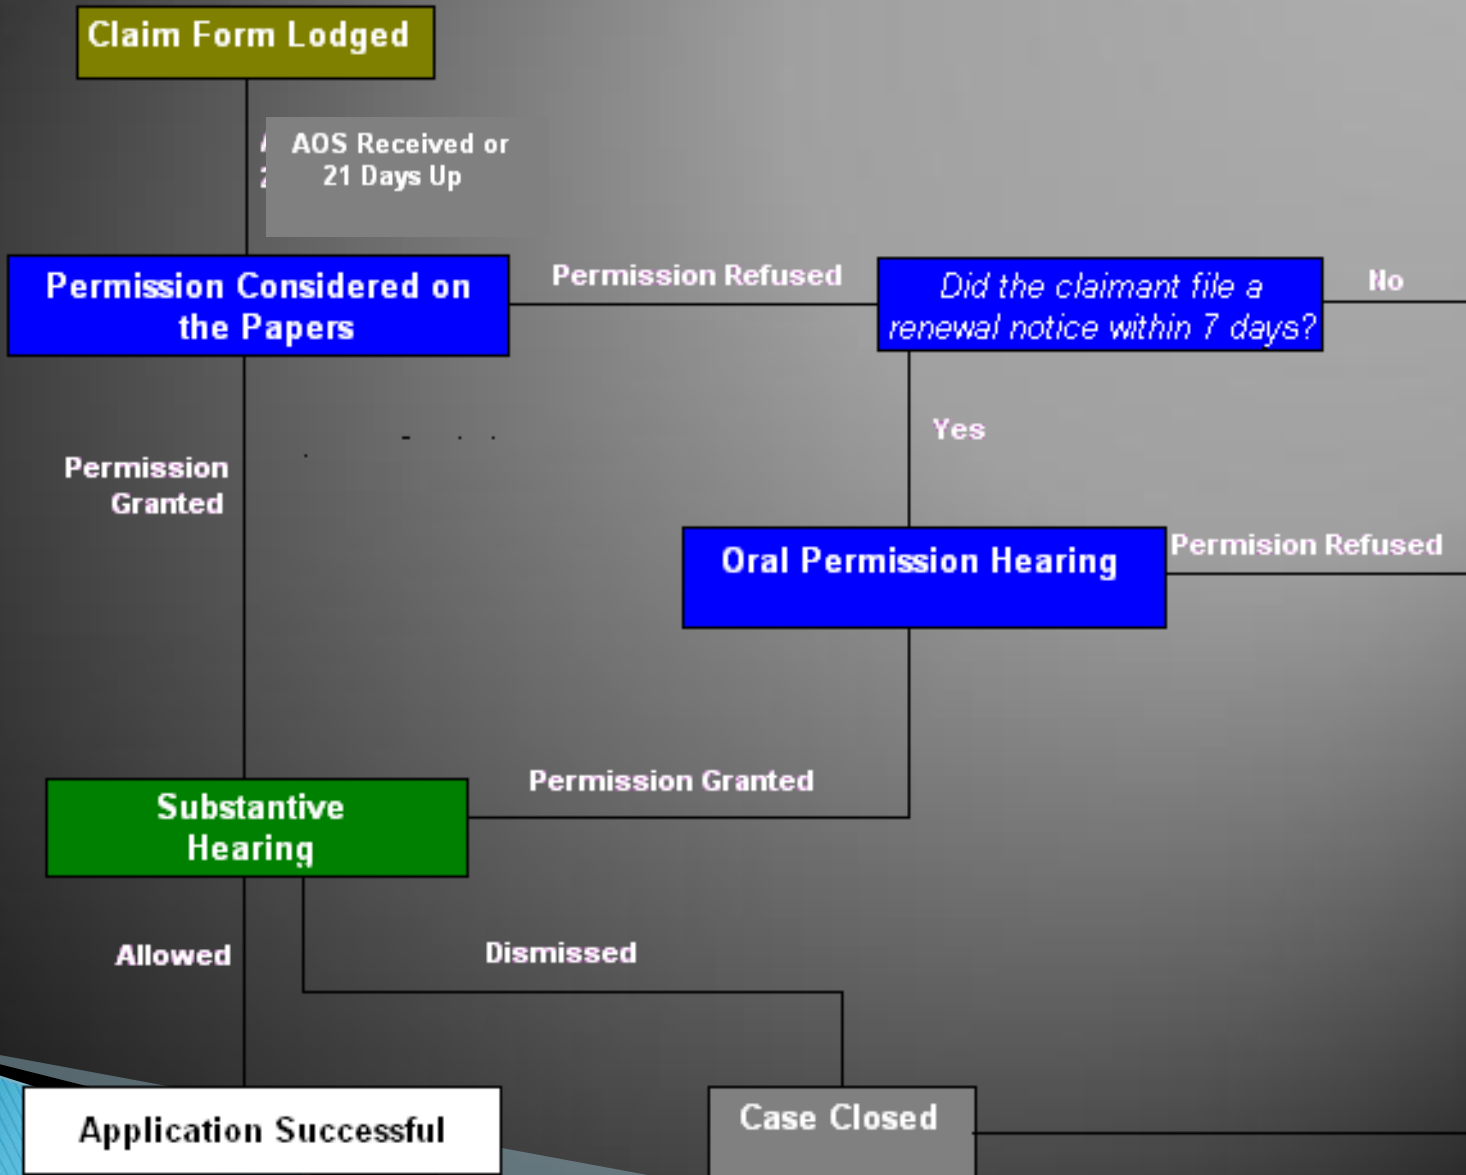 Claim Form Lodged
AOS Received or
21 Days Up
Permission Considered on
the Papers
Permission Refused
Did the claimant file a
renewal notice within 7 days?
No
Yes
Permission
Granted
Oral Permission Hearing
Permision Refused
Permission Granted
Substantive
Hearing
Allowed
Dismissed
Application Successful
Case Closed